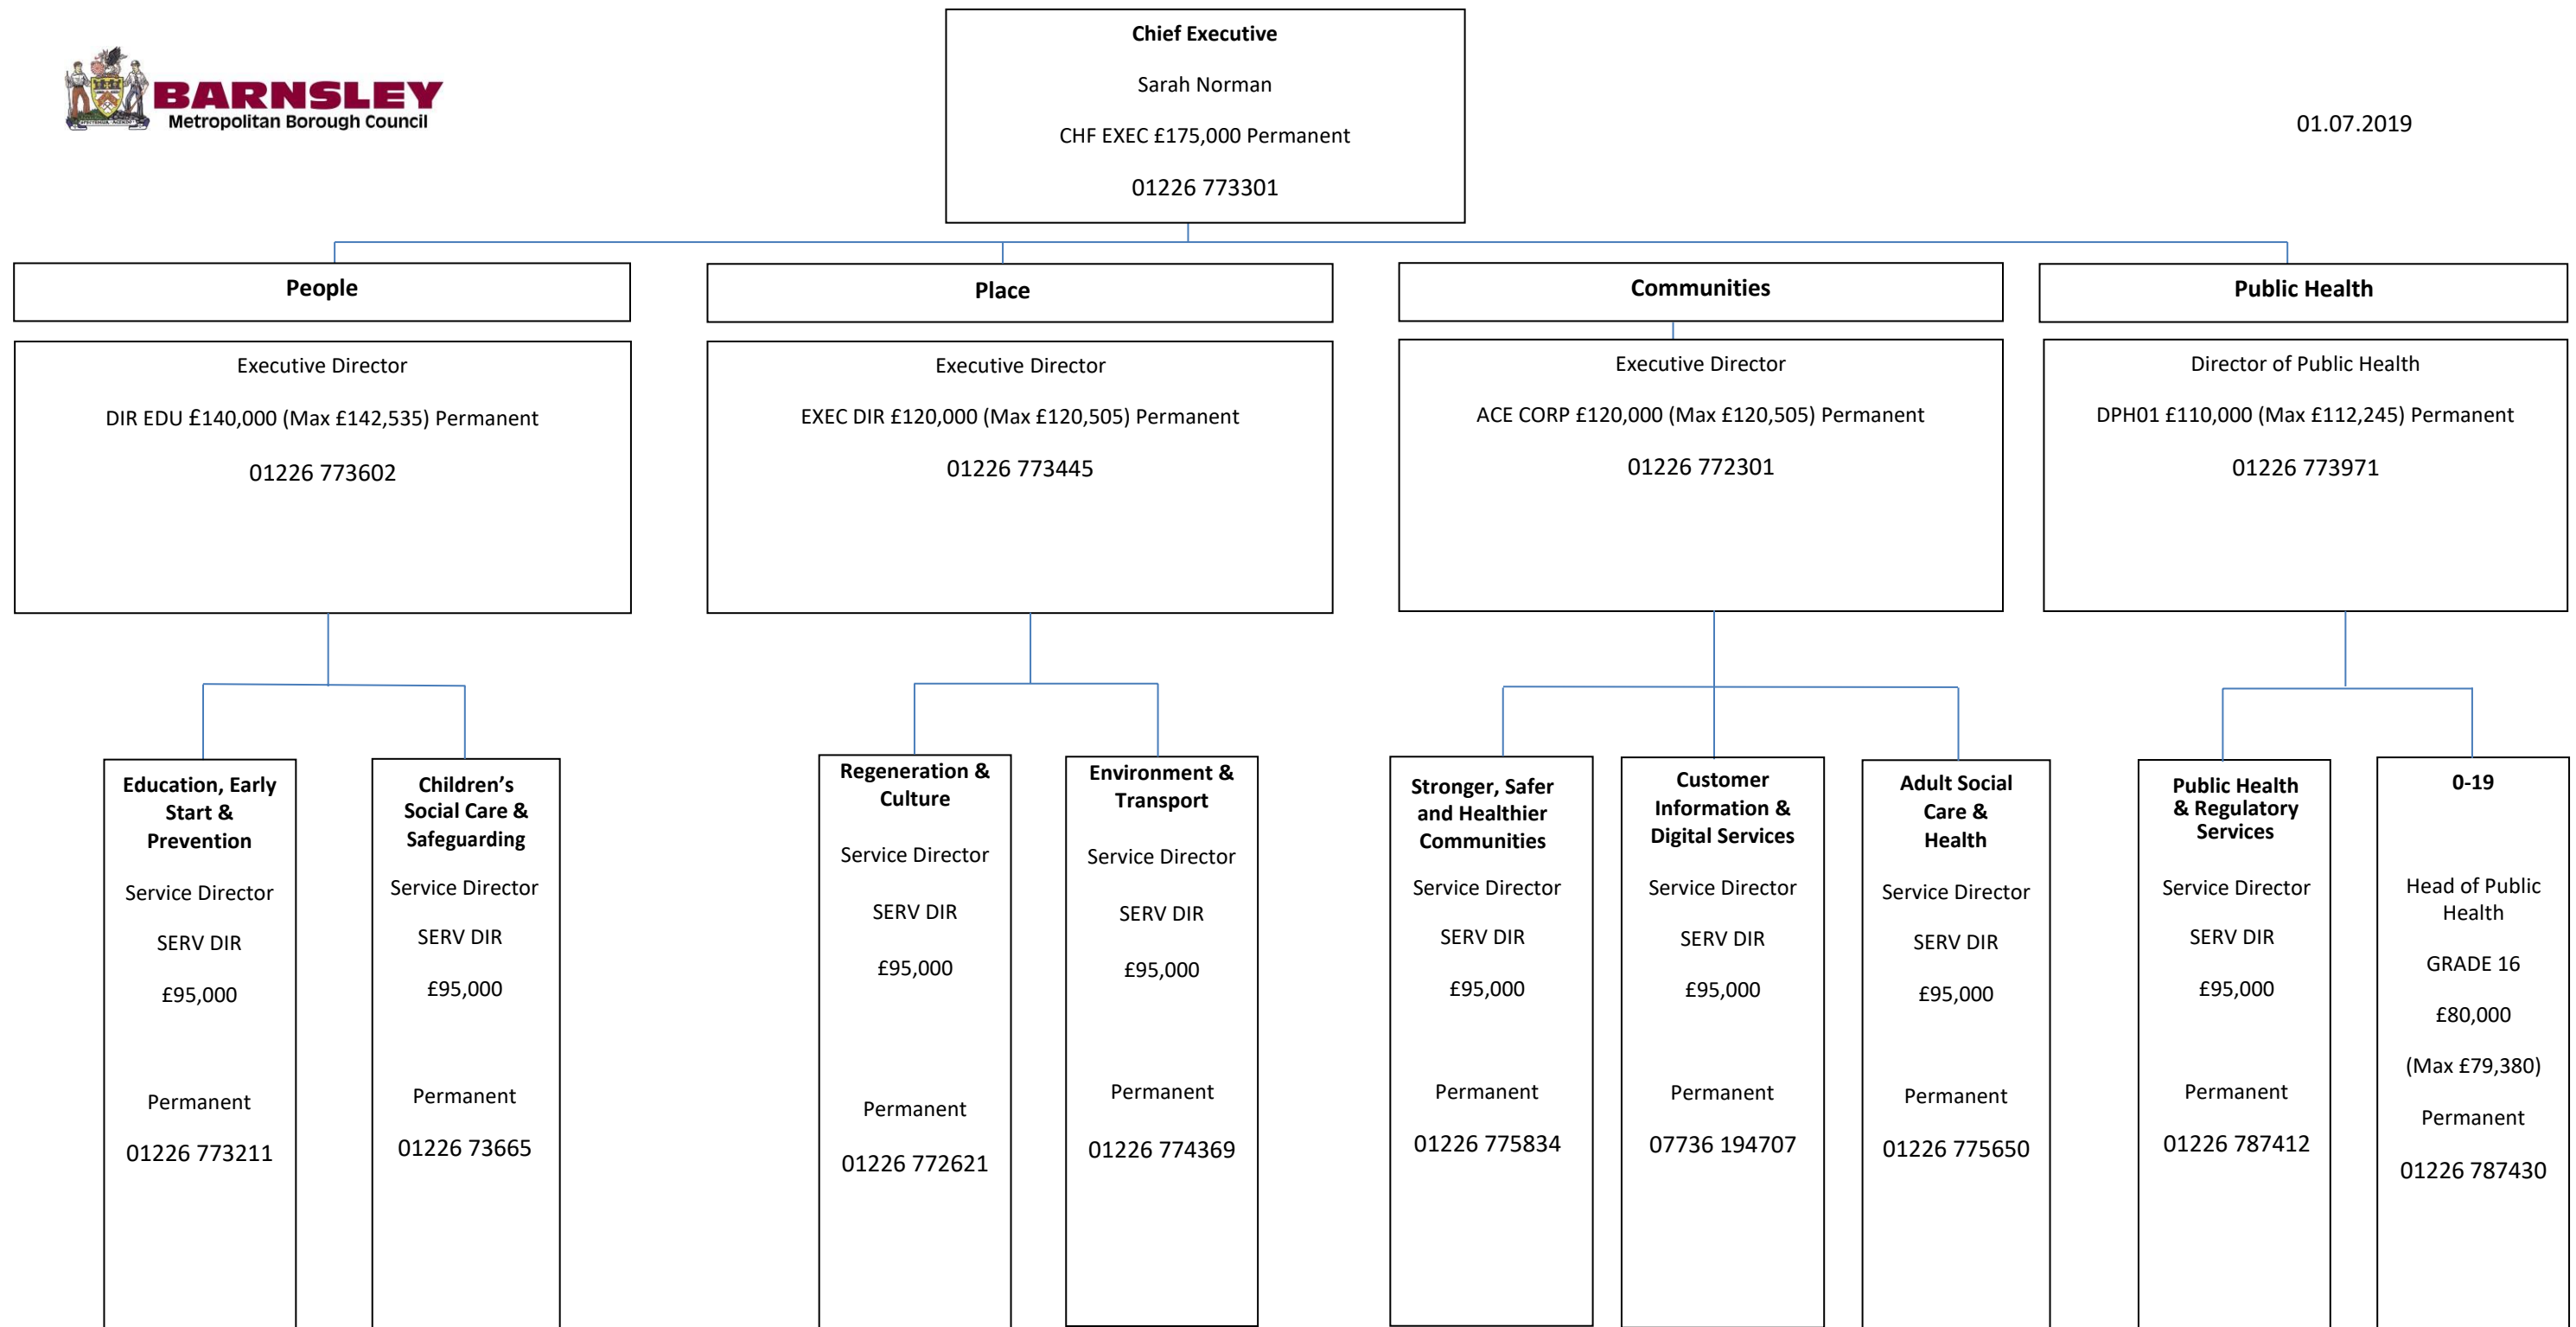 BARNSLEY
Metropolitan Borough Council
Chief Executive
Sarah Norman
CHF EXEC £175,000 Permanent
01226 773301
01.07.2019
People
Executive Director
DIR EDU £140,000 (Max £142,535) Permanent
01226 773602
Place
Executive Director
EXEC DIR £120,000 (Max £120,505) Permanent
01226 773445
Communities
Executive Director
ACE CORP £120,000 (Max £120,505) Permanent
01226 772301
Public Health
Director of Public Health
DPH01 £110,000 (Max £112,245) Permanent
01226 773971
Education, Early
Start &
Prevention
Service Director
SERV DIR
£95,000
Permanent
01226 773211
Children’s
Social Care &
Safeguarding
Service Director
SERV DIR
£95,000
Permanent
01226 73665
Regeneration &
Culture
Service Director
SERV DIR
£95,000
Permanent
01226 772621
Environment &
Transport
Service Director
SERV DIR
£95,000
Permanent
01226 774369
Stronger, Safer
and Healthier
Communities
Service Director
SERV DIR
£95,000
Permanent
01226 775834
Customer
Information &
Digital Services
Service Director
SERV DIR
£95,000
Permanent
07736 194707
Adult Social
Care &
Health
Service Director
SERV DIR
£95,000
Permanent
01226 775650
Public Health
& Regulatory
Services
Service Director
SERV DIR
£95,000
Permanent
01226 787412
0-19
Head of Public
Health
GRADE 16
£80,000
(Max £79,380)
Permanent
01226 787430